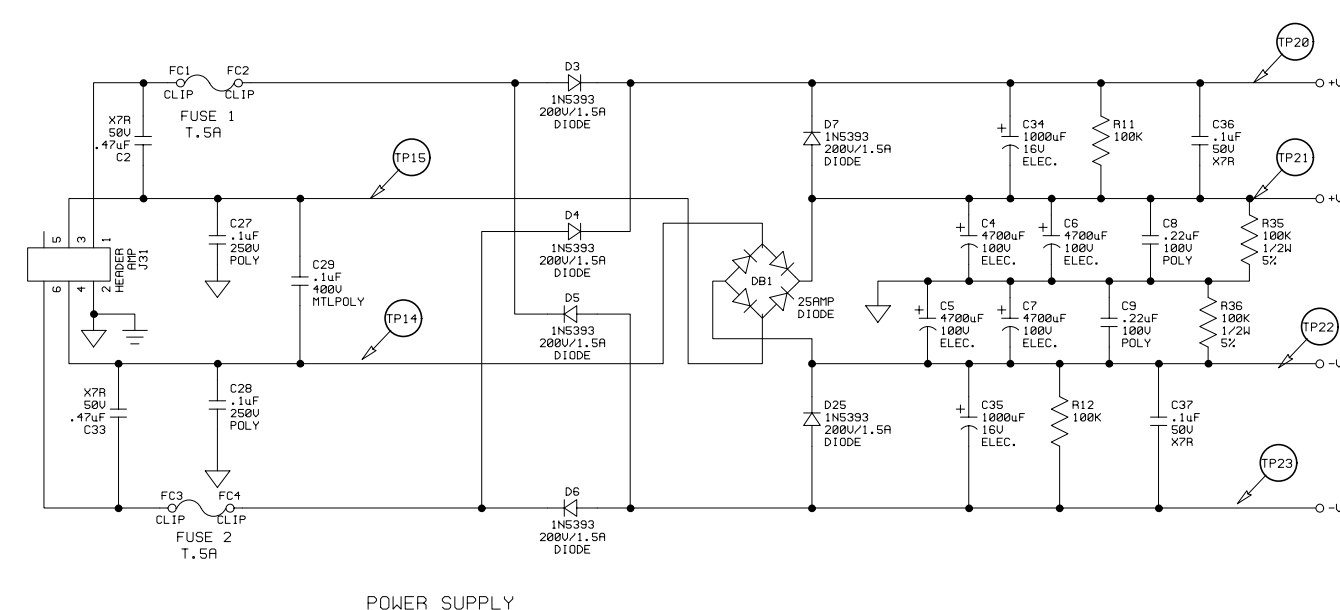 TP20
FC1 FC2
CLIP CLIP
FUSE 1
T.5A
D3
1N5393
200V/1.5A
DIODE
X7R
50V
.47uF
C2
TP15
D7
1N5393
200V/1.5A
DIODE
C34
1000uF
16V
ELEC.
R11
100K
C36
.1uF
50V
X7R
TP21
5 3 1
6 4 2
HEADER
AMP
J31
C27
.1uF
250V
POLY
C29
.1uF
400V
MTLPOLY
D4
1N5393
200V/1.5A
DIODE
C4
4700uF
100V
ELEC.
C6
4700uF
100V
ELEC.
C8
.22uF
100V
POLY
R35
100K
1/2W
5%
DB1
25AMP
DIODE
TP14
D5
1N5393
200V/1.5A
DIODE
C5
4700uF
100V
ELEC.
C7
4700uF
100V
ELEC.
C9
.22uF
100V
POLY
R36
100K
1/2W
5%
TP22
X7R
50V
.47uF
C33
C28
.1uF
250V
POLY
D25
1N5393
200V/1.5A
DIODE
C35
1000uF
16V
ELEC.
R12
100K
C37
.1uF
50V
X7R
TP23
FC3 FC4
CLIP CLIP
FUSE 2
T.5A
D6
1N5393
200V/1.5A
DIODE
POWER SUPPLY